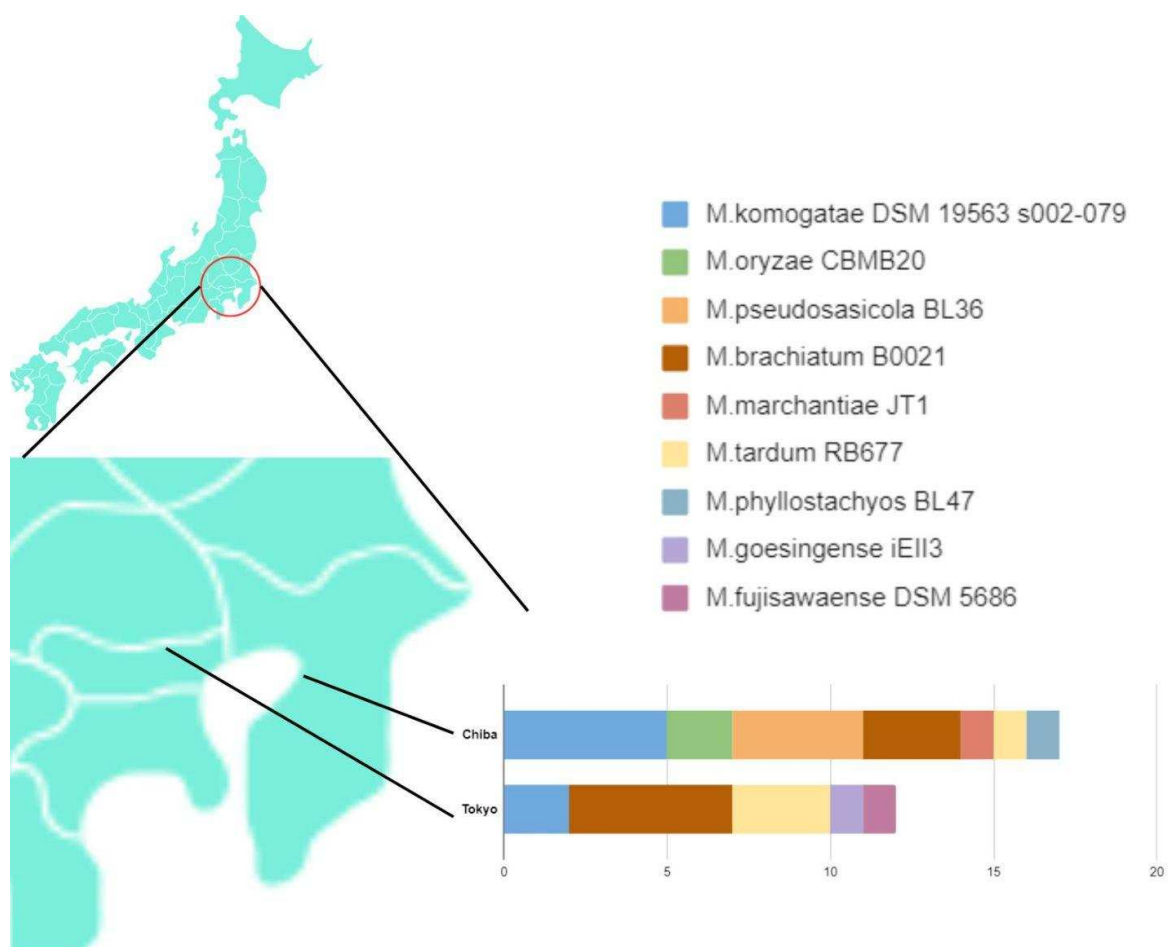 M.komogatae DSM 19563 s002-079
M.oryzae CBMB20
M.pseudosasicola BL36
M.brachiatum B0021
M.marchantiae JT1
M.tardum RB677
M.phyllostachyos BL47
M.goesingense iEII3
M.fujisawaense DSM 5686
Chiba
Tokyo
0 5 10 15 20